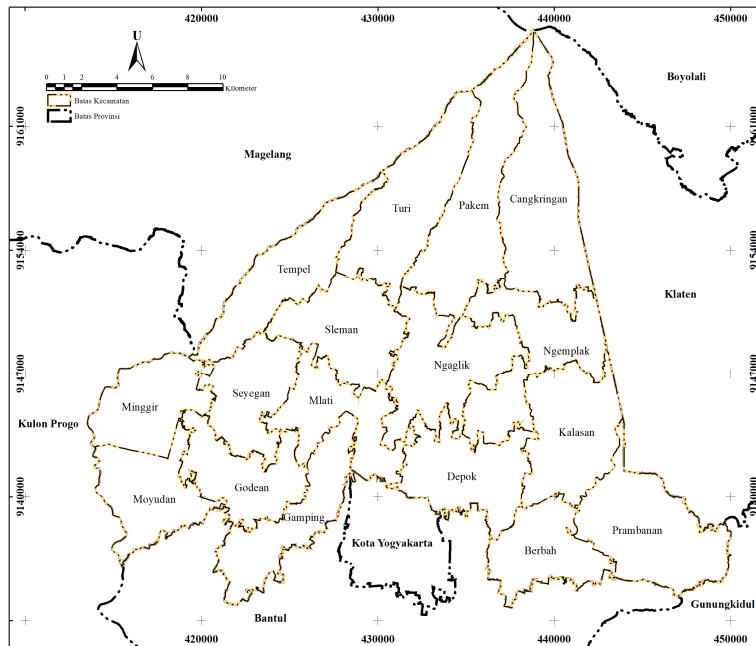 420000 430000 440000 450000
U
0 1 2 4 6 8 10
Kilometer
Batas Kecamatan
Batas Provinsi
Boyolali
9161000
Magelang
Turi
Pakem
Cangkringan
9154000 9154000
Tempel
Klaten
Sleman
Ngemplak
Ngaglik
9147000 9147000
Seyegan
Mlati
Minggir
Kulon Progo
Kalasan
Depok
Godean
Moyudan
9140000
Gamping
Prambanan
Kota Yogyakarta
Berbah
Gunungkidul
Bantul
420000 430000 440000 450000